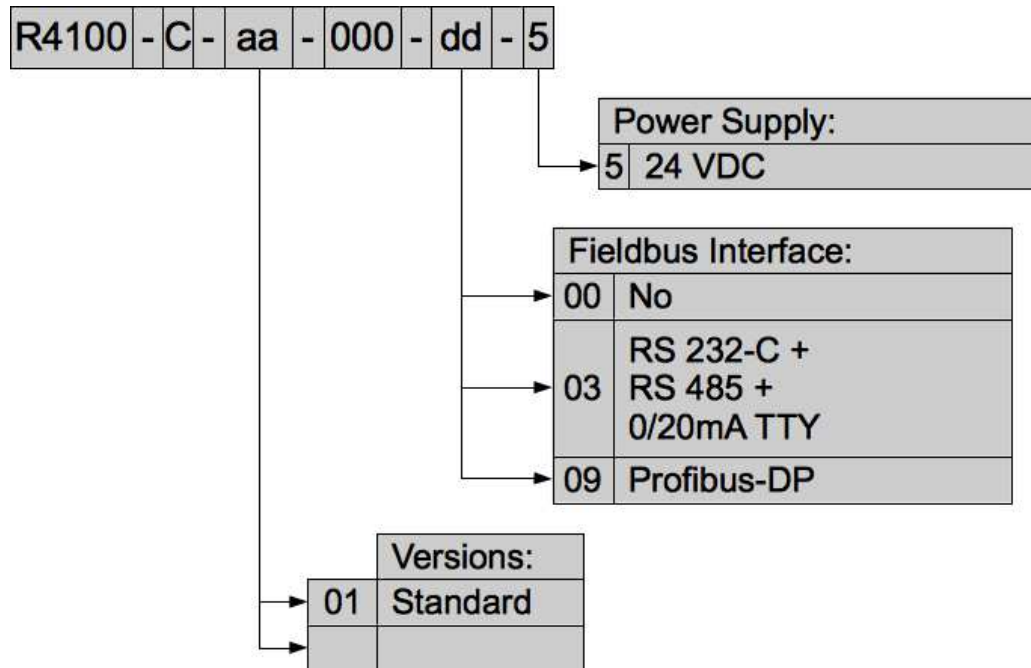 R4100 - C - aa - 000 - dd - 5
Power Supply:
5 24 VDC
Fieldbus Interface:
00 No
03 RS 232-C +
RS 485 +
0/20mA TTY
09 Profibus-DP
Versions:
01 Standard